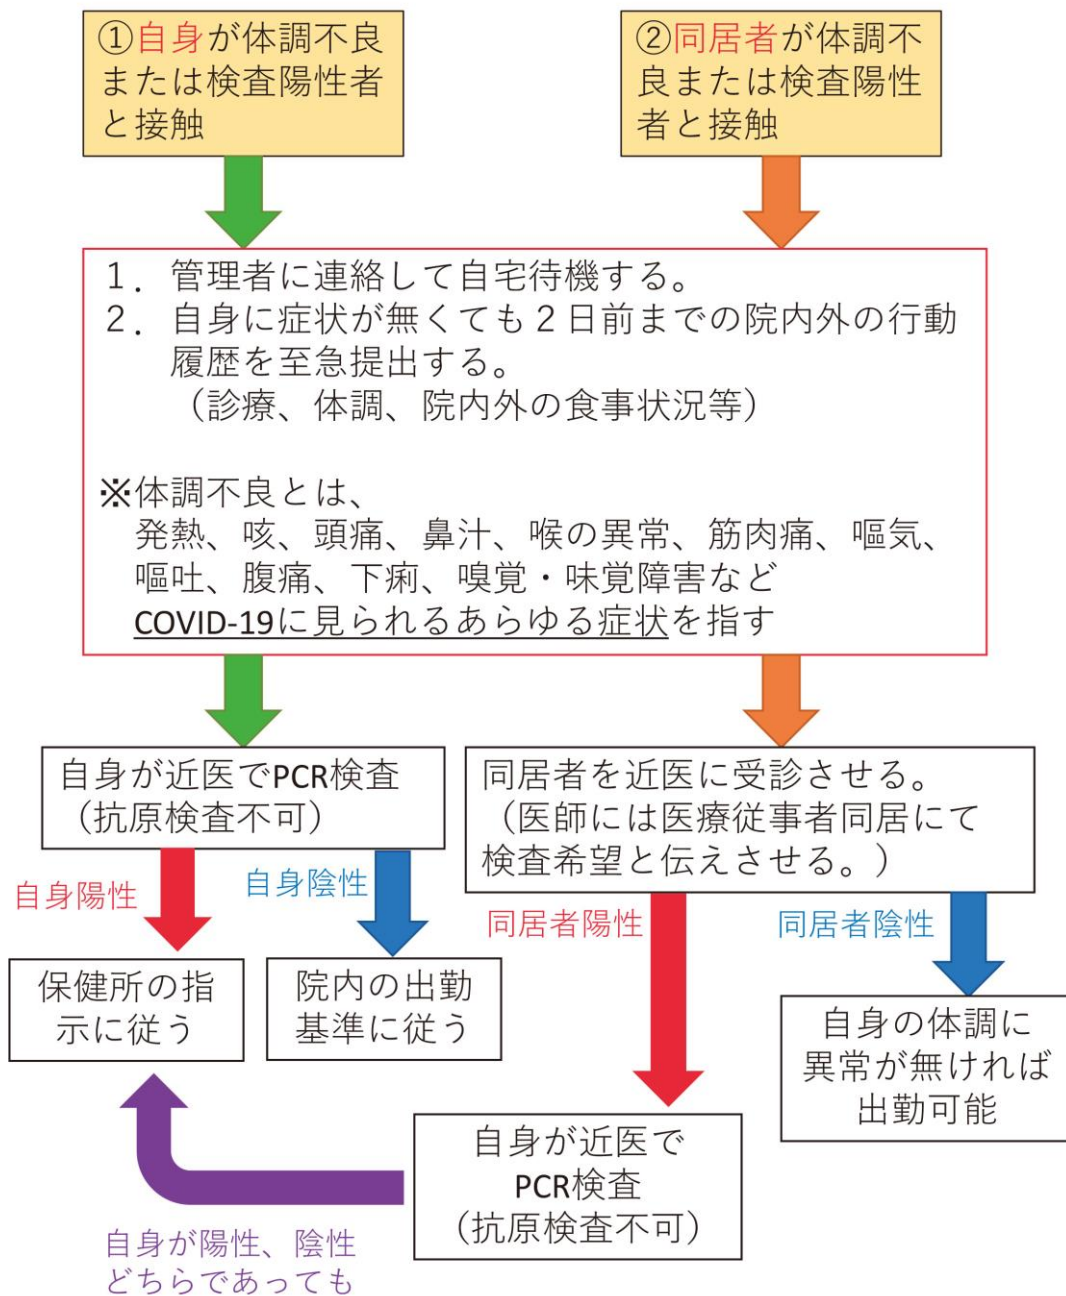 ①自身が体調不良
または検査陽性者
と接触
②同居者が体調不
良または検査陽性
者と接触
１．管理者に連絡して自宅待機する。
２．自身に症状が無くても２日前までの院内外の行動
履歴を至急提出する。
（診療、体調、院内外の食事状況等）
※体調不良とは、
発熱、咳、頭痛、鼻汁、喉の異常、筋肉痛、嘔気、
嘔吐、腹痛、下痢、嗅覚・味覚障害など
COVID-19に見られるあらゆる症状を指す
自身が近医でPCR検査
（抗原検査不可）
同居者を近医に受診させる。
（医師には医療従事者同居にて
検査希望と伝えさせる。）
自身陽性
自身陰性
同居者陽性
同居者陰性
保健所の指
示に従う
院内の出勤
基準に従う
自身の体調に
異常が無ければ
出勤可能
自身が近医で
PCR検査
（抗原検査不可）
自身が陽性、陰性
どちらであっても